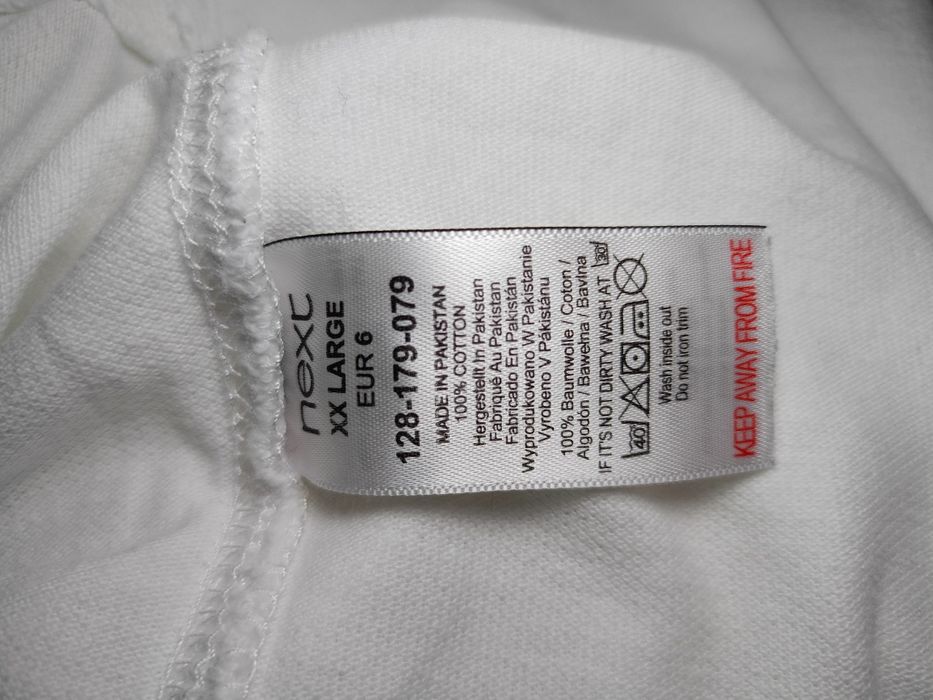 next
XX LARGE
EUR 6
128-179-079
MADE IN PAKISTAN
100% COTTON
Hergestellt In Pakistan
Fabriqué Au Pakistan
Fabricado En Pakistán
Wyprodukowano W Pakistanie
Vyrobeno V Pákistánu
100% Baumwolle / Coton /
Algodón / Bawełna / Bavlna
IF IT'S NOT DIRTY WASH AT 30
40
Wash inside out
Do not iron trim
KEEP AWAY FROM FIRE